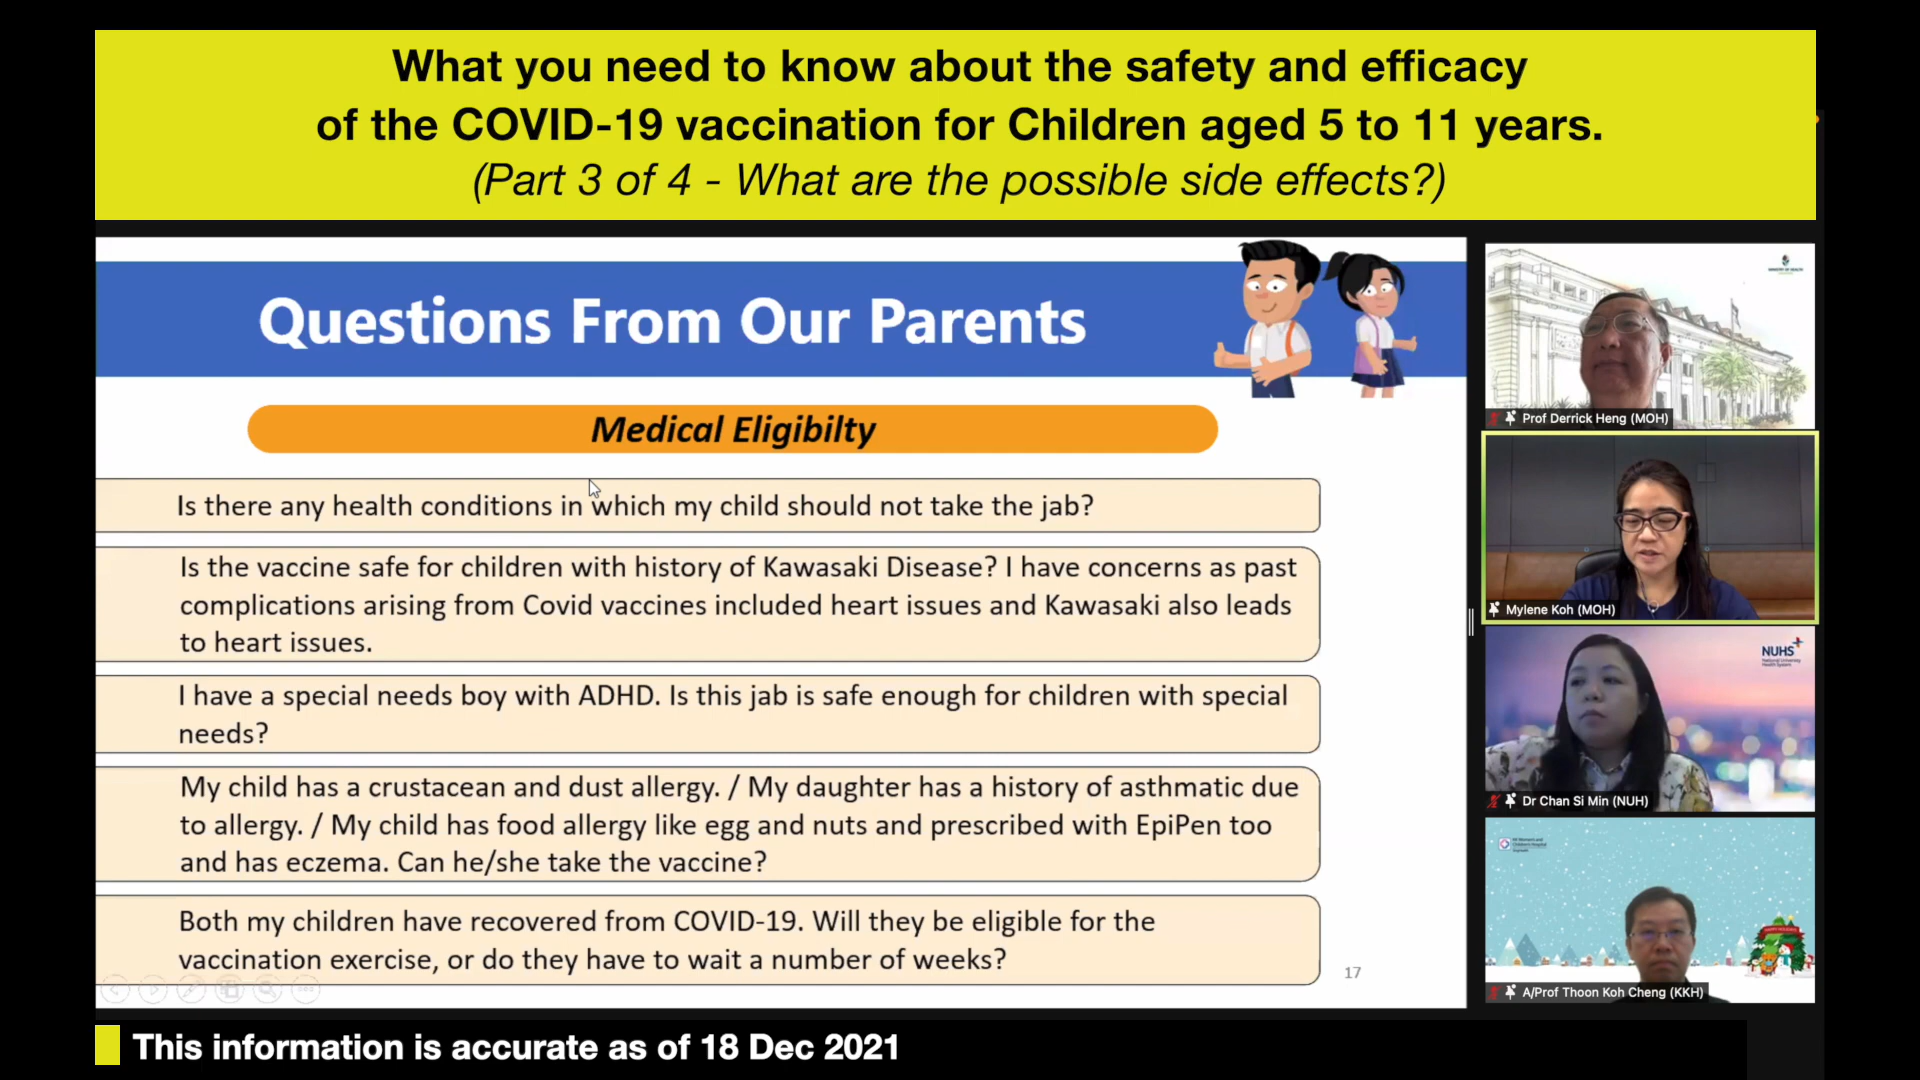 What you need to know about the safety and efficacy
of the COVID-19 vaccination for Children aged 5 to 11 years.
(Part 3 of 4 - What are the possible side effects?)
Questions From Our Parents
Medical Eligibilty
Is there any health conditions in which my child should not take the jab?
Is the vaccine safe for children with history of Kawasaki Disease? I have concerns as past
complications arising from Covid vaccines included heart issues and Kawasaki also leads
to heart issues.
I have a special needs boy with ADHD. Is this jab is safe enough for children with special
needs?
My child has a crustacean and dust allergy. / My daughter has a history of asthmatic due
to allergy. / My child has food allergy like egg and nuts and prescribed with EpiPen too
and has eczema. Can he/she take the vaccine?
Both my children have recovered from COVID-19. Will they be eligible for the
vaccination exercise, or do they have to wait a number of weeks?
17
MINISTRY OF HEALTH
Prof Derrick Heng (MOH)
Mylene Koh (MOH)
NUHS
National University
Health System
Dr Chan Si Min (NUH)
A/Prof Thoon Koh Cheng (KKH)
This information is accurate as of 18 Dec 2021